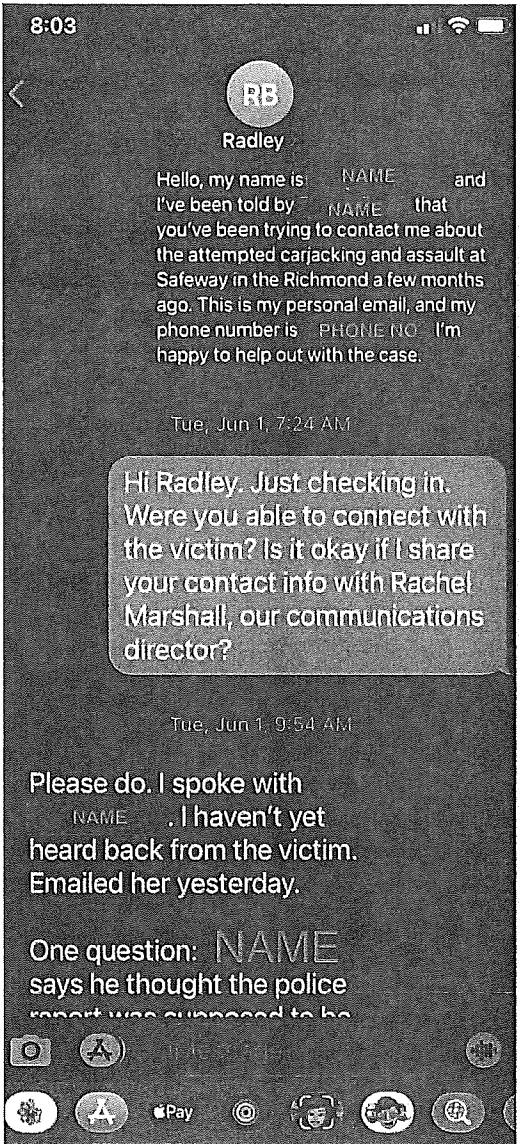 8:03
RB
Radley
Hello, my name is NAME and
I've been told by NAME that
you've been trying to contact me about
the attempted carjacking and assault at
Safeway in the Richmond a few months
ago. This is my personal email, and my
phone number is PHONE NO I'm
happy to help out with the case.
Tue, Jun 1, 7:24 AM
Hi Radley. Just checking in.
Were you able to connect with
the victim? Is it okay if I share
your contact info with Rachel
Marshall, our communications
director?
Tue, Jun 1, 9:54 AM
Please do. I spoke with
NAME . I haven't yet
heard back from the victim.
Emailed her yesterday.
One question: NAME
says he thought the police
report was supposed to be
Pay